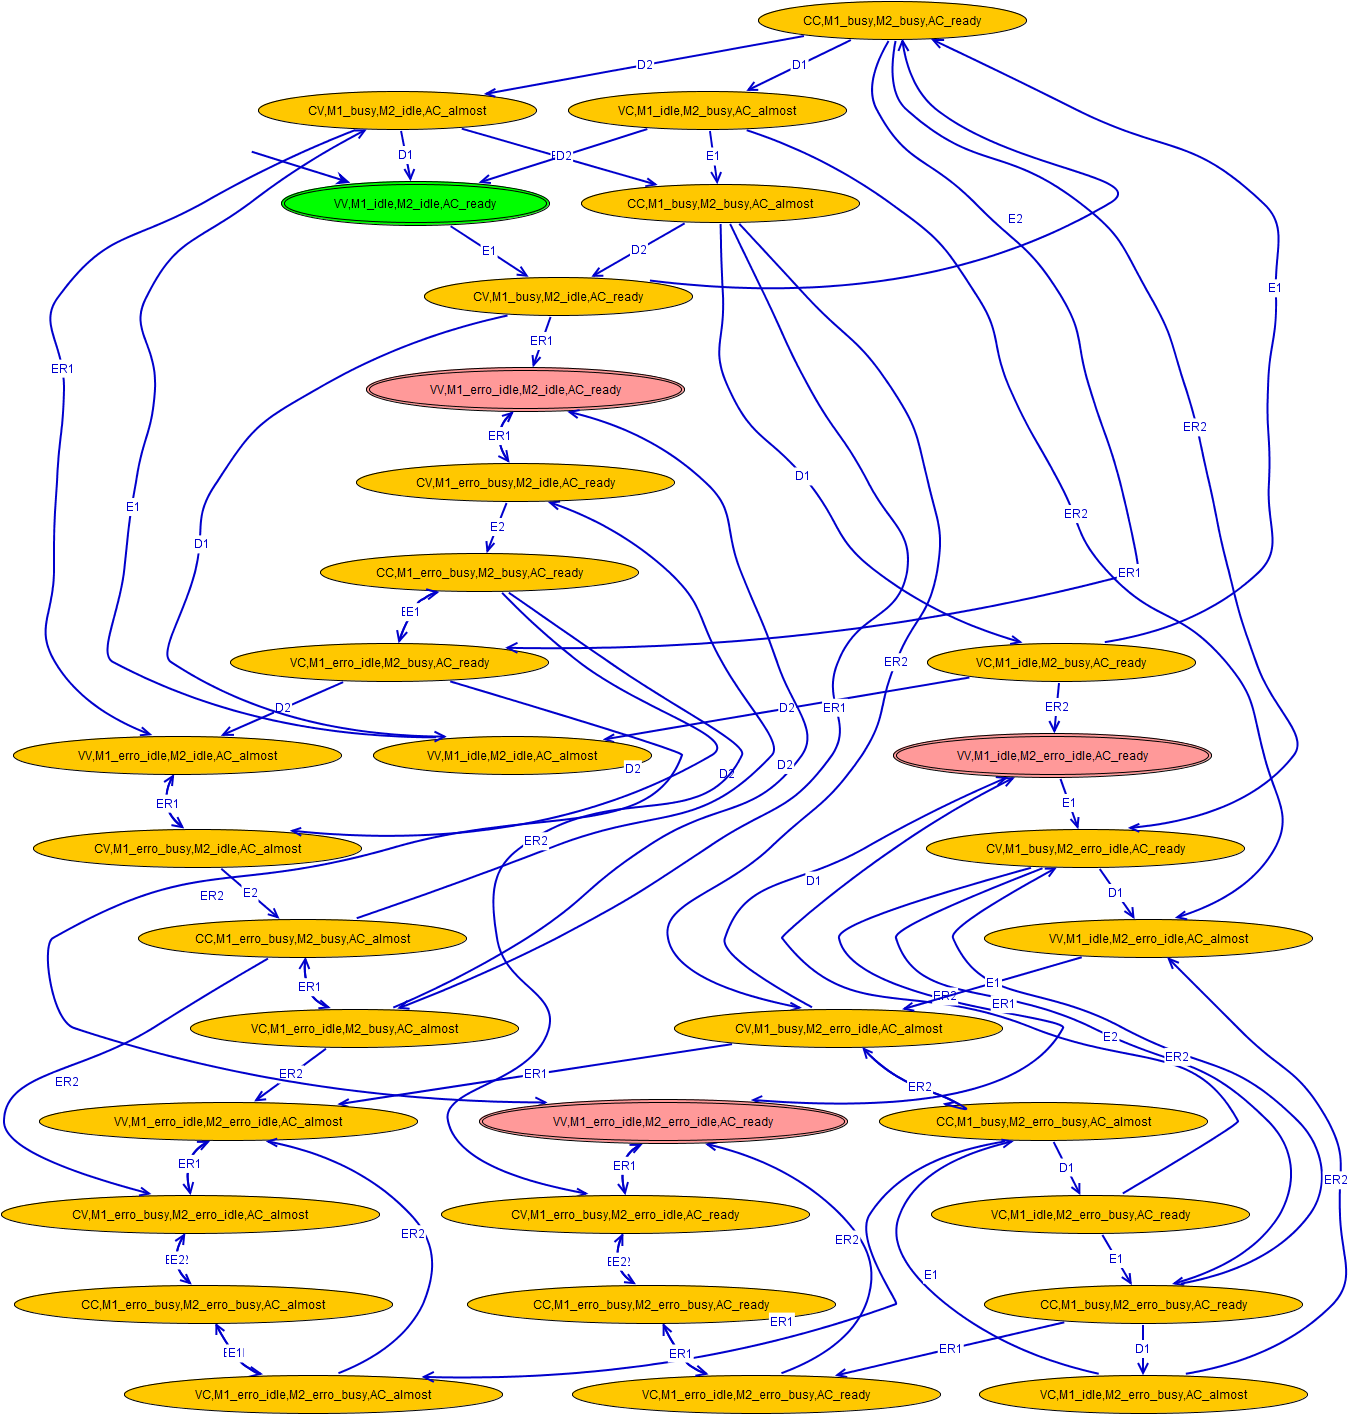 CC,M1_busy,M2_busy,AC_ready
D2
D1
CV,M1_busy,M2_idle,AC_almost
VC,M1_idle,M2_busy,AC_almost
D1
D2
E1
VV,M1_idle,M2_idle,AC_ready
CC,M1_busy,M2_busy,AC_almost
E2
E1
D2
E1
CV,M1_busy,M2_idle,AC_ready
ER1
ER1
VV,M1_erro_idle,M2_idle,AC_ready
ER2
ER1
CV,M1_erro_busy,M2_idle,AC_ready
D1
E1
ER2
E2
D1
CC,M1_erro_busy,M2_busy,AC_ready
ER1
E1
VC,M1_erro_idle,M2_busy,AC_ready
ER2
VC,M1_idle,M2_busy,AC_ready
D2
ER1
D2
ER2
VV,M1_erro_idle,M2_idle,AC_almost
VV,M1_idle,M2_idle,AC_almost
VV,M1_idle,M2_erro_idle,AC_ready
D2
D2
D2
ER1
E1
ER2
CV,M1_erro_busy,M2_idle,AC_almost
CV,M1_busy,M2_erro_idle,AC_ready
ER2
E2
D1
D1
CC,M1_erro_busy,M2_busy,AC_almost
VV,M1_idle,M2_erro_idle,AC_almost
ER1
E1
ER2
ER1
VC,M1_erro_idle,M2_busy,AC_almost
CV,M1_busy,M2_erro_idle,AC_almost
E2
ER2
ER2
ER2
ER1
ER2
VV,M1_erro_idle,M2_erro_idle,AC_almost
VV,M1_erro_idle,M2_erro_idle,AC_ready
CC,M1_busy,M2_erro_busy,AC_almost
ER1
ER1
D1
ER2
CV,M1_erro_busy,M2_erro_idle,AC_almost
CV,M1_erro_busy,M2_erro_idle,AC_ready
VC,M1_idle,M2_erro_busy,AC_ready
ER2
ER2
E2
E2
E1
E1
CC,M1_erro_busy,M2_erro_busy,AC_almost
CC,M1_erro_busy,M2_erro_busy,AC_ready
CC,M1_busy,M2_erro_busy,AC_ready
ER1
E1
ER1
ER1
D1
VC,M1_erro_idle,M2_erro_busy,AC_almost
VC,M1_erro_idle,M2_erro_busy,AC_ready
VC,M1_idle,M2_erro_busy,AC_almost